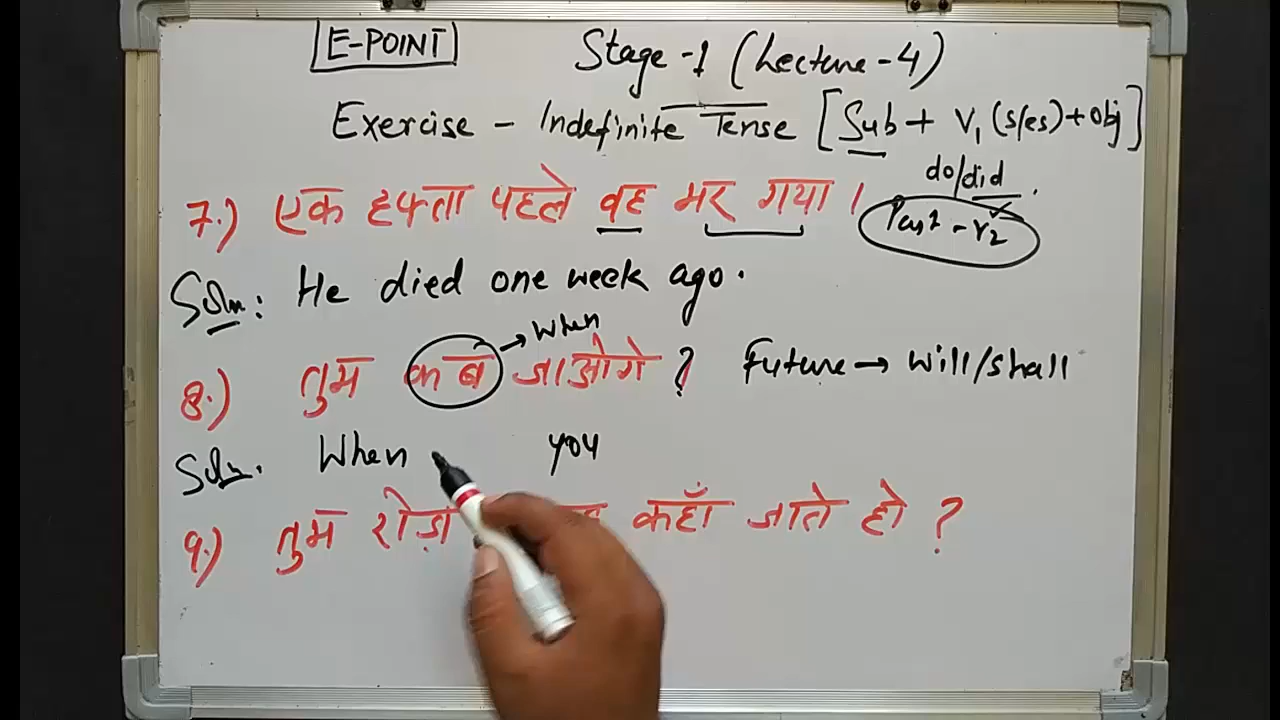 E-POINT Stage-1 (Lecture-4)
Exercise - Indefinite Tense [Sub + V₁ (s/es) + obj]
do/did
7.) एक हफ्ता पहले वह मर गया ।
Past - V₂
Soln: He died one week ago.
When
8.) तुम कब जाओगे ? Future → Will/shall
Soln. When you
9.) तुम रोज़ कहाँ जाते हो ?